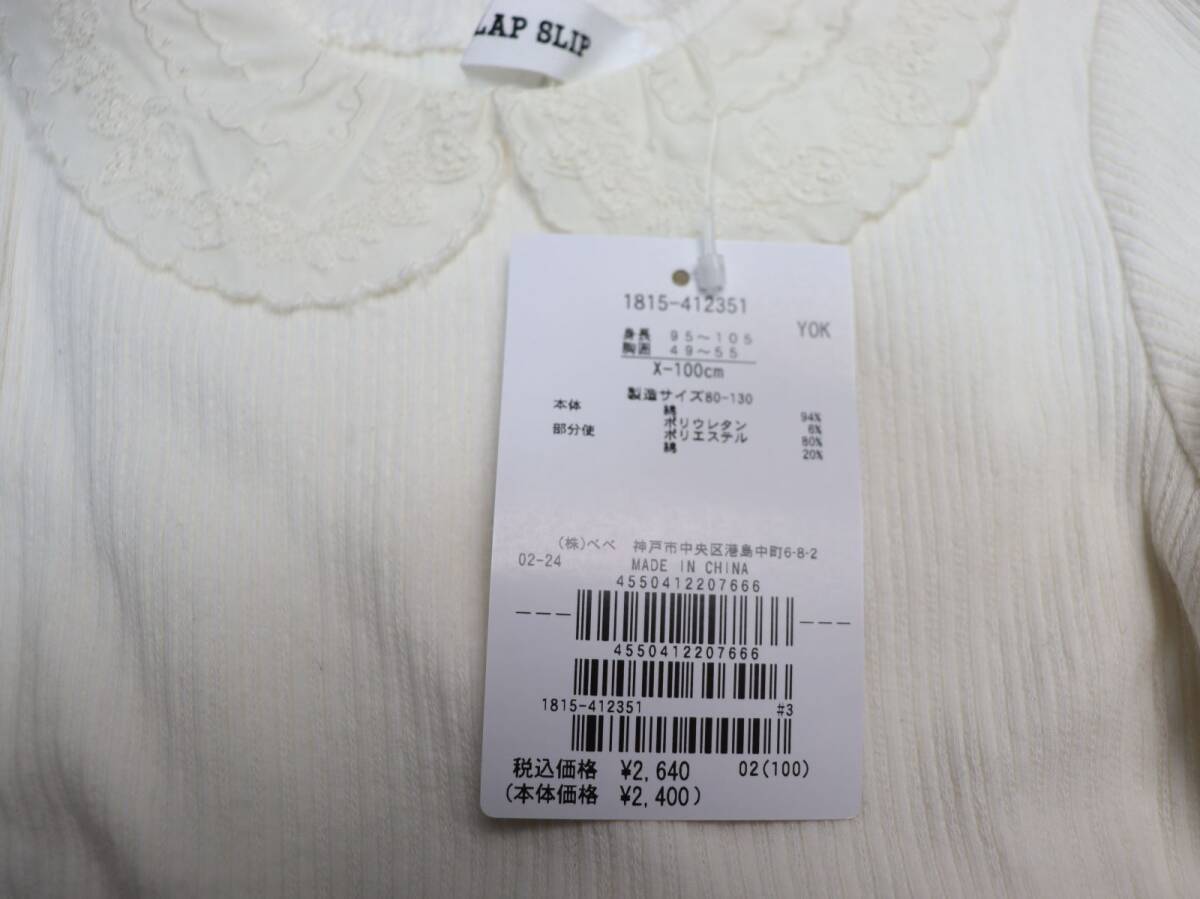 LAP SLIP
1815-412351
YOK
身長 95~105
胸囲 49~55
X-100cm
製造サイズ80-130
本体 綿 94%
ポリウレタン 6%
部分使 ポリエステル 80%
綿 20%
(株)べべ 神戸市中央区港島中町6-8-2
02-24 MADE IN CHINA
4550412207666
4550412207666
1815-412351 #3
税込価格 ¥2,640 02(100)
(本体価格 ¥2,400)